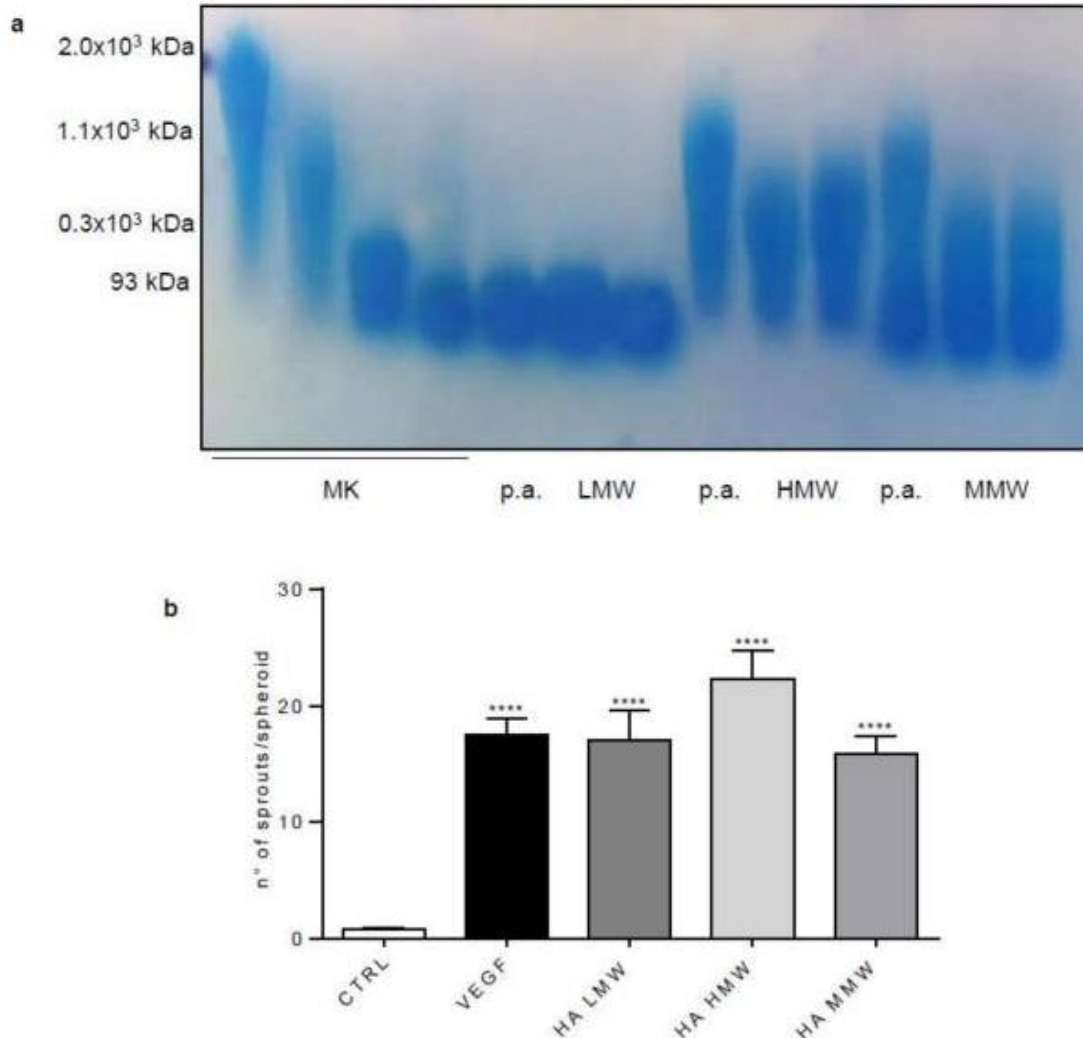 a
2.0x10³ kDa
1.1x10³ kDa
0.3x10³ kDa
93 kDa
MK p.a. LMW p.a. HMW p.a. MMW
b
n° of sprouts/spheroid
30
20
10
0
**** **** **** ****
CTRL VEGF HA LMW HA HMW HA MMW